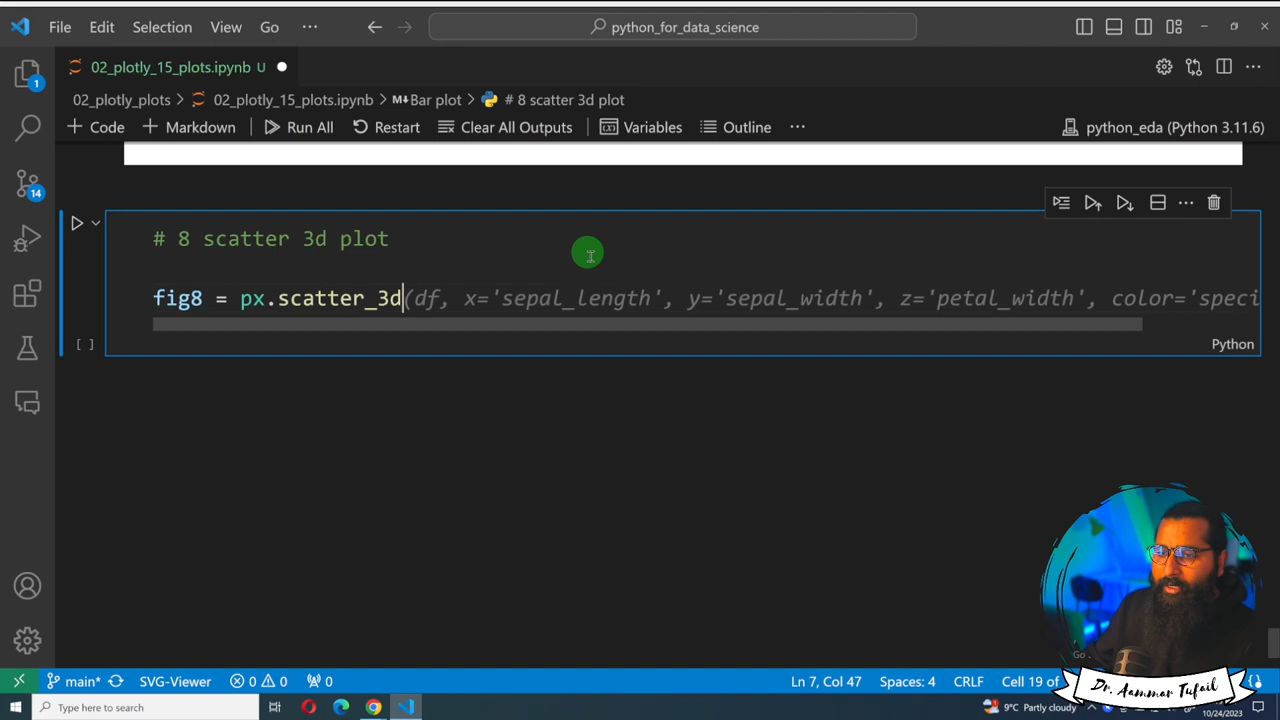 File Edit Selection View Go ··· python_for_data_science
02_plotly_15_plots.ipynb U
02_plotly_plots > 02_plotly_15_plots.ipynb > M↓Bar plot > # 8 scatter 3d plot
+ Code + Markdown Run All Restart Clear All Outputs Variables Outline ··· python_eda (Python 3.11.6)
1
14
# 8 scatter 3d plot
fig8 = px.scatter_3d(df, x='sepal_length', y='sepal_width', z='petal_width', color='speci
[ ] Python
main* SVG-Viewer 0 0 0 Ln 7, Col 47 Spaces: 4 CRLF Cell 19 of
Dr. Aammar Tufail
Type here to search 9°C Partly cloudy 10/24/2023